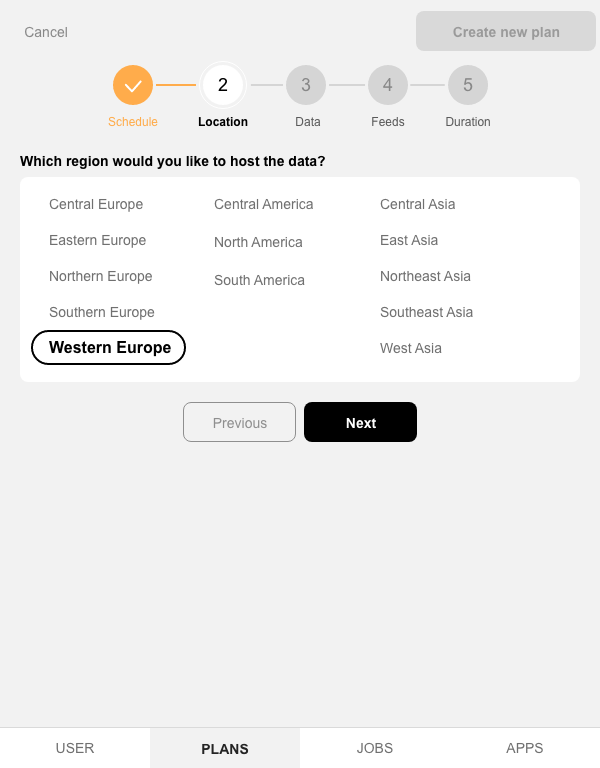 Cancel
Create new plan
2
3
4
5
Schedule
Location
Data
Feeds
Duration
Which region would you like to host the data?
Central Europe
Eastern Europe
Northern Europe
Southern Europe
Western Europe
Central America
North America
South America
Central Asia
East Asia
Northeast Asia
Southeast Asia
West Asia
Previous
Next
USER
PLANS
JOBS
APPS